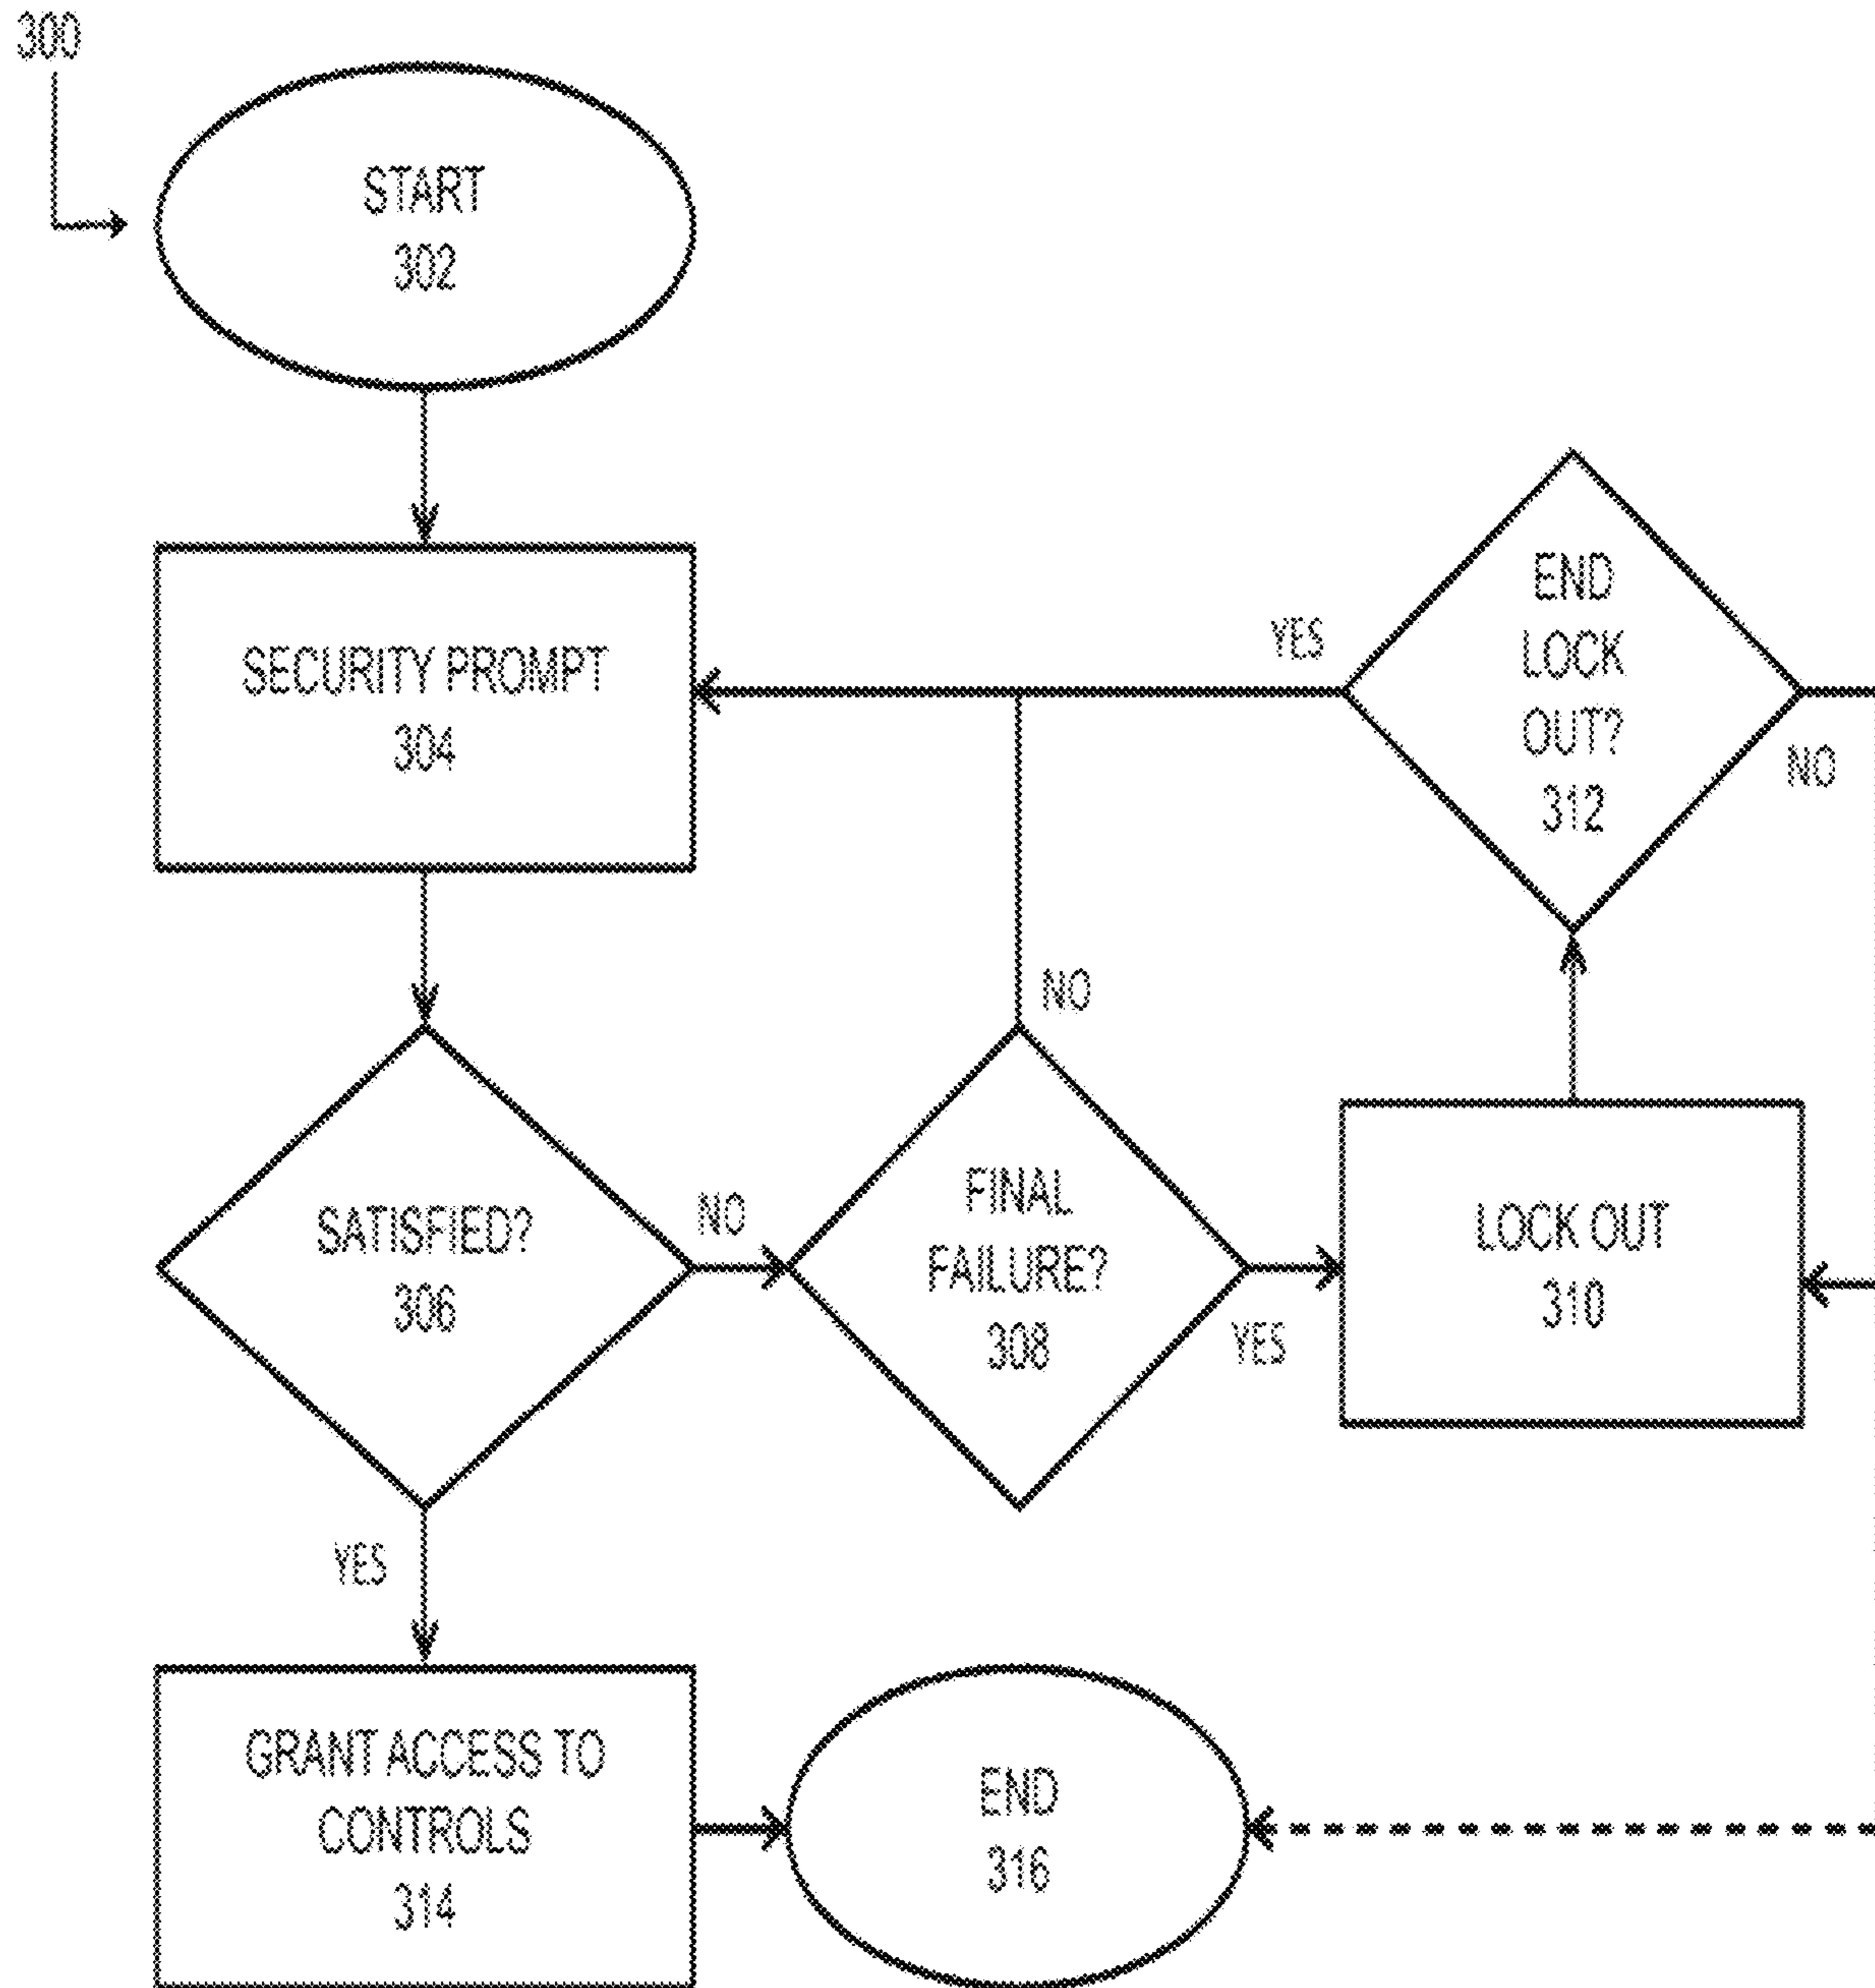 300
START
302
SECURITY PROMPT
304
YES
END
LOCK
OUT?
312
NO
NO
SATISFIED?
306
NO
FINAL
FAILURE?
308
YES
LOCK OUT
310
YES
GRANT ACCESS TO
CONTROLS
314
END
316